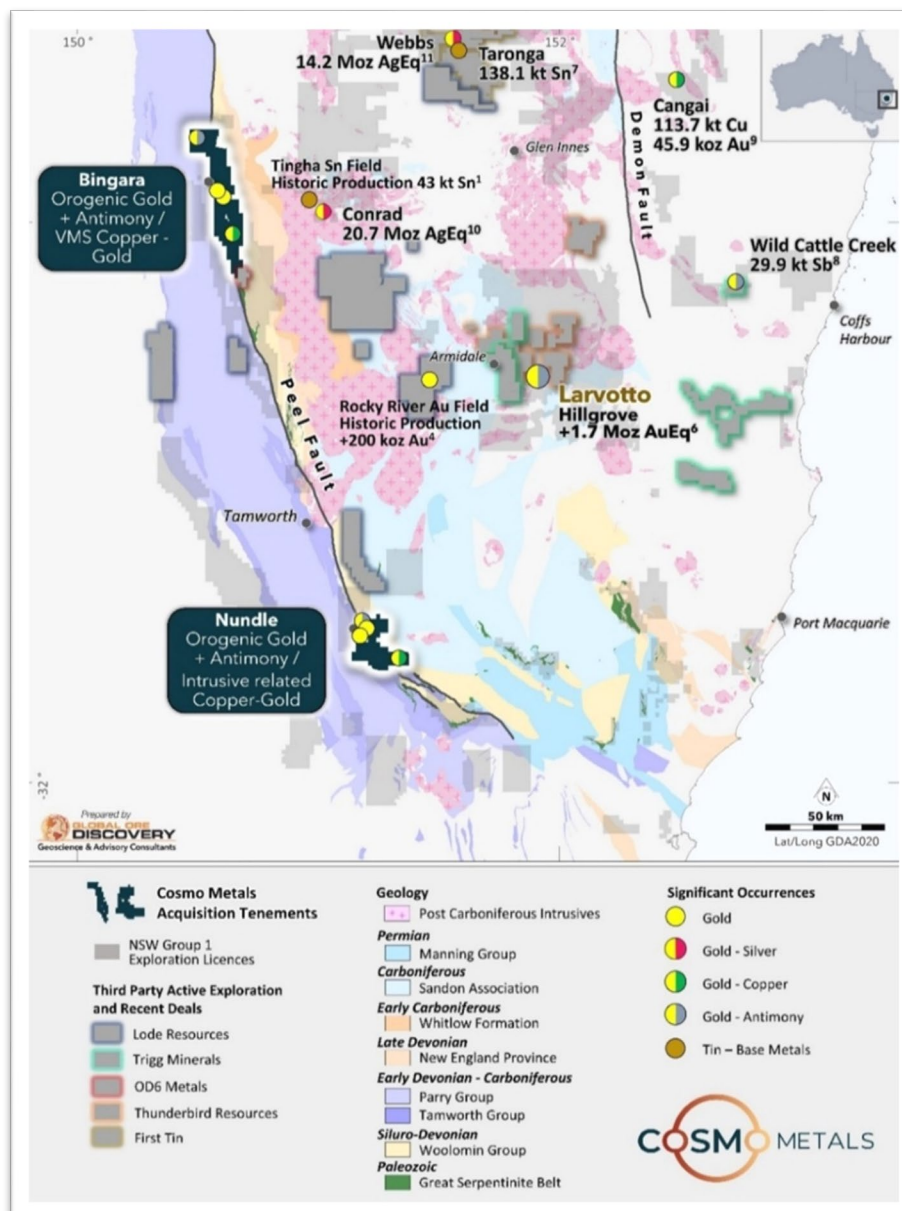 150 °
152 °
Webbs
14.2 Moz AgEq¹¹
Taronga
138.1 kt Sn⁷
Cangai
113.7 kt Cu
45.9 koz Au⁹
Demon Fault
Glen Innes
Bingara
Orogenic Gold
+ Antimony /
VMS Copper -
Gold
Tingha Sn Field
Historic Production 43 kt Sn¹
Conrad
20.7 Moz AgEq¹⁰
Wild Cattle Creek
29.9 kt Sb⁸
Coffs
Harbour
Armidale
Peel Fault
Rocky River Au Field
Historic Production
+200 koz Au⁴
Larvotto
Hillgrove
+1.7 Moz AuEq⁶
Tamworth
Nundle
Orogenic Gold
+ Antimony /
Intrusive related
Copper-Gold
Port Macquarie
-32 °
Prepared by
GLOBAL ORE
DISCOVERY
Geoscience & Advisory Consultants
N
50 km
Lat/Long GDA2020
Cosmo Metals
Acquisition Tenements
NSW Group 1
Exploration Licences
Third Party Active Exploration
and Recent Deals
Lode Resources
Trigg Minerals
OD6 Metals
Thunderbird Resources
First Tin
Geology
Post Carboniferous Intrusives
Permian
Manning Group
Carboniferous
Sandon Association
Early Carboniferous
Whitlow Formation
Late Devonian
New England Province
Early Devonian - Carboniferous
Parry Group
Tamworth Group
Siluro-Devonian
Woolomin Group
Paleozoic
Great Serpentinite Belt
Significant Occurrences
Gold
Gold - Silver
Gold - Copper
Gold - Antimony
Tin – Base Metals
COSMO METALS